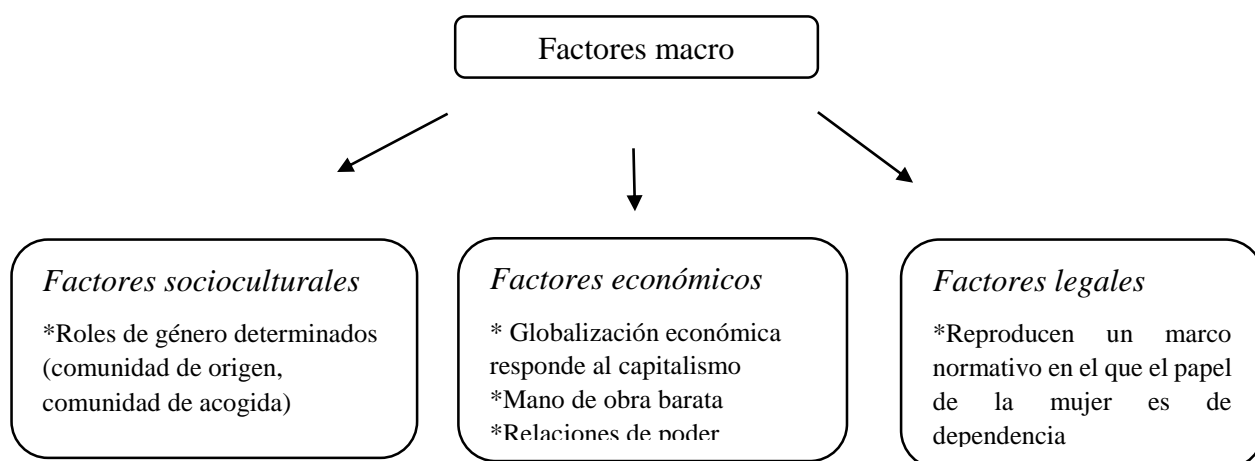 Factores macro
Factores socioculturales
*Roles de género determinados
(comunidad de origen,
comunidad de acogida)
Factores económicos
* Globalización económica
responde al capitalismo
*Mano de obra barata
*Relaciones de poder
Factores legales
*Reproducen un marco
normativo en el que el papel
de la mujer es de
dependencia